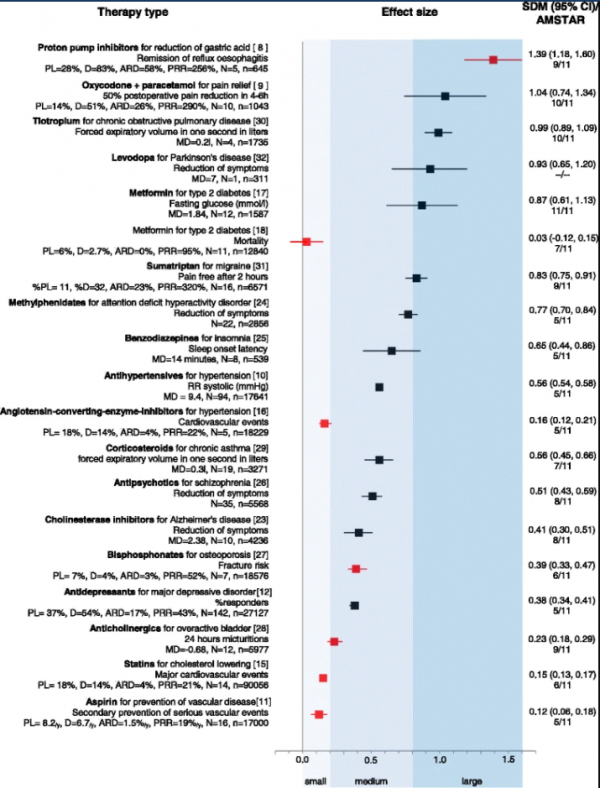 Therapy type
Effect size
SDM (95% CI)/
AMSTAR
Proton pump inhibitors for reduction of gastric acid [ 8 ]
Remission of reflux oesophagitis
PL=28%, D=83%, ARD=58%, PRR=256%, N=5, n=645
1.39 (1.18, 1.60)
9/11
Oxycodone + paracetamol for pain relief [ 9 ]
50% postoperative pain reduction in 4-6h
PL=14%, D=51%, ARD=26%, PRR=290%, N=10, n=1043
1.04 (0.74, 1.34)
10/11
Tiotropium for chronic obstructive pulmonary disease [30]
Forced expiratory volume in one second in liters
MD=0.2l, N=4, n=1735
0.99 (0.89, 1.09)
10/11
Levodopa for Parkinson's disease [32]
Reduction of symptoms
MD=7, N=1, n=311
0.93 (0.65, 1.20)
–/–
Metformin for type 2 diabetes [17]
Fasting glucose (mmol/l)
MD=1.84, N=12, n=1587
0.87 (0.61, 1.13)
11/11
Metformin for type 2 diabetes [18]
Mortality
PL=6%, D=2.7%, ARD=0%, PRR=95%, N=11, n=12840
0.03 (-0.12, 0.15)
7/11
Sumatriptan for migraine [31]
Pain free after 2 hours
%PL= 11, %D=32, ARD=23%, PRR=320%, N=16, n=6571
0.83 (0.75, 0.91)
9/11
Methylphenidates for attention deficit hyperactivity disorder [24]
Reduction of symptoms
N=22, n=2856
0.77 (0.70, 0.84)
5/11
Benzodiazepines for insomnia [25]
Sleep onset latency
MD=14 minutes, N=8, n=539
0.65 (0.44, 0.86)
5/11
Antihypertensives for hypertension [10]
RR systolic (mmHg)
MD = 9.4, N=94, n=17641
0.56 (0.54, 0.58)
5/11
Angiotensin-converting-enzyme-inhibitors for hypertension [16]
Cardiovascular events
PL= 18%, D=14%, ARD=4%, PRR=22%, N=5, n=18229
0.16 (0.12, 0.21)
5/11
Corticosteroids for chronic asthma [29]
forced expiratory volume in one second in liters
MD=0.3l, N=19, n=3271
0.56 (0.45, 0.66)
7/11
Antipsychotics for schizophrenia [26]
Reduction of symptoms
N=35, n=5568
0.51 (0.43, 0.59)
8/11
Cholinesterase inhibitors for Alzheimer's disease [23]
Reduction of symptoms
MD=2.38, N=10, n=4236
0.41 (0.30, 0.51)
8/11
Bisphosphonates for osteoporosis [27]
Fracture risk
PL= 7%, D=4%, ARD=3%, PRR=52%, N=7, n=18576
0.39 (0.33, 0.47)
6/11
Antidepressants for major depressive disorder[12]
%responders
PL= 37%, D=54%, ARD=17%, PRR=43%, N=142, n=27127
0.38 (0.34, 0.41)
5/11
Anticholinergics for overactive bladder [28]
24 hours micturitions
MD=-0.68, N=12, n=5977
0.23 (0.18, 0.29)
9/11
Statins for cholesterol lowering [15]
Major cardiovascular events
PL= 18%, D=14%, ARD=4%, PRR=21%, N=14, n=90056
0.15 (0.13, 0.17)
6/11
Aspirin for prevention of vascular disease[11]
Secondary prevention of serious vascular events
PL= 8.2/y, D=6.7/y, ARD=1.5%/y, PRR=19%/y, N=16, n=17000
0.12 (0.06, 0.18)
5/11
0.0 0.5 1.0 1.5
small medium large